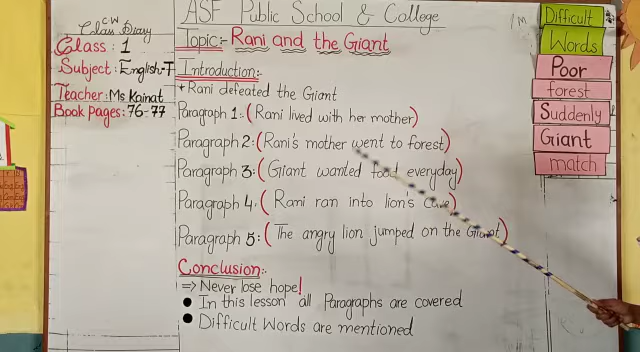 ASF Public School & College
C.W
Class Diary
Class: 1
Subject: English-T
Teacher: Ms Kainat
Book Pages: 76-77
Topic:- Rani and the Giant
Introduction:-
Rani defeated the Giant
Paragraph 1:-(Rani lived with her mother)
Paragraph 2:(Rani's mother went to forest)
Paragraph 3:(Giant wanted food everyday)
Paragraph 4:(Rani ran into lion's Cave)
Paragraph 5:(The angry lion jumped on the Giant)
Conclusion:-
⇒ Never lose hope!
● In this lesson all Paragraphs are covered
● Difficult Words are mentioned
Difficult
Words
Poor
forest
Suddenly
Giant
match